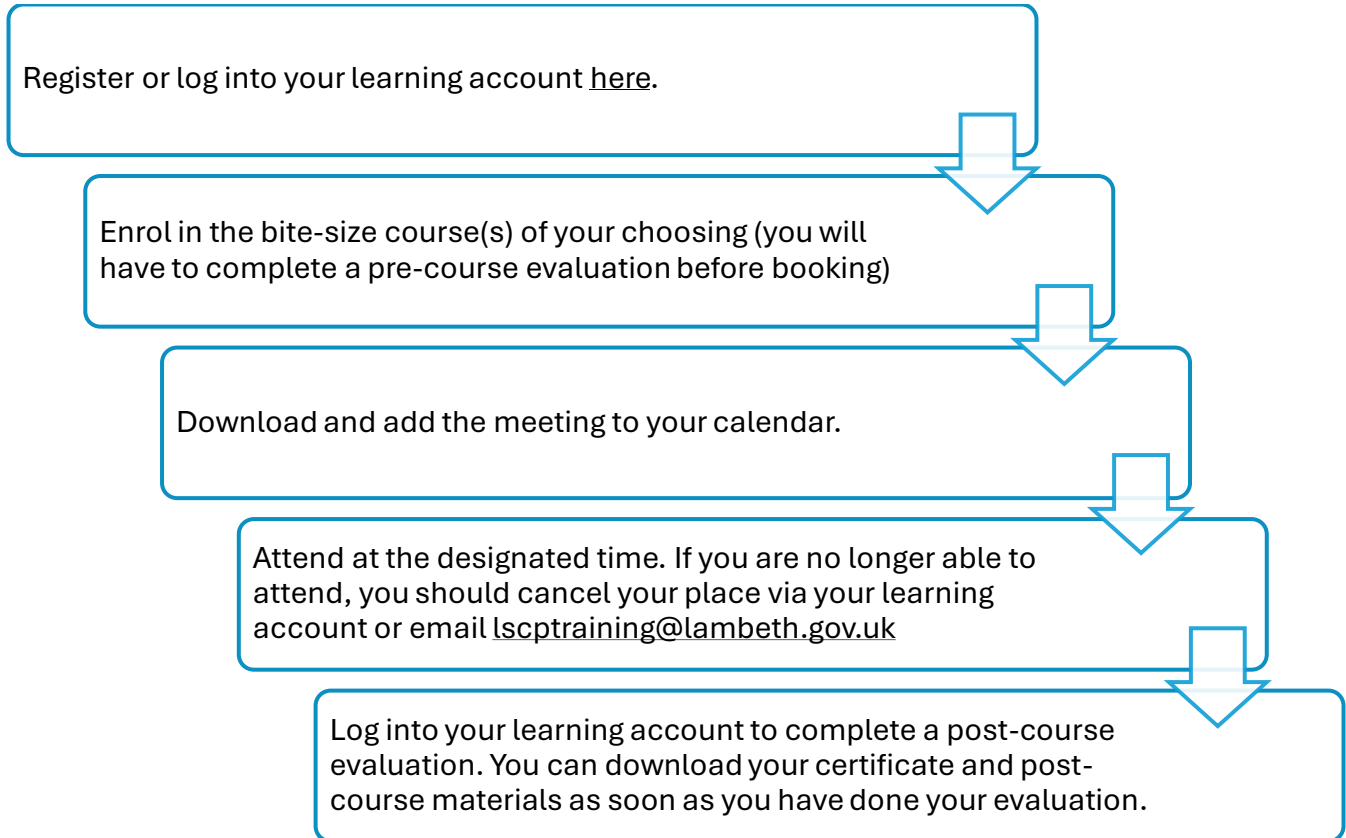 Register or log into your learning account here.
Enrol in the bite-size course(s) of your choosing (you will
have to complete a pre-course evaluation before booking)
Download and add the meeting to your calendar.
Attend at the designated time. If you are no longer able to
attend, you should cancel your place via your learning
account or email lscptraining@lambeth.gov.uk
Log into your learning account to complete a post-course
evaluation. You can download your certificate and post-
course materials as soon as you have done your evaluation.